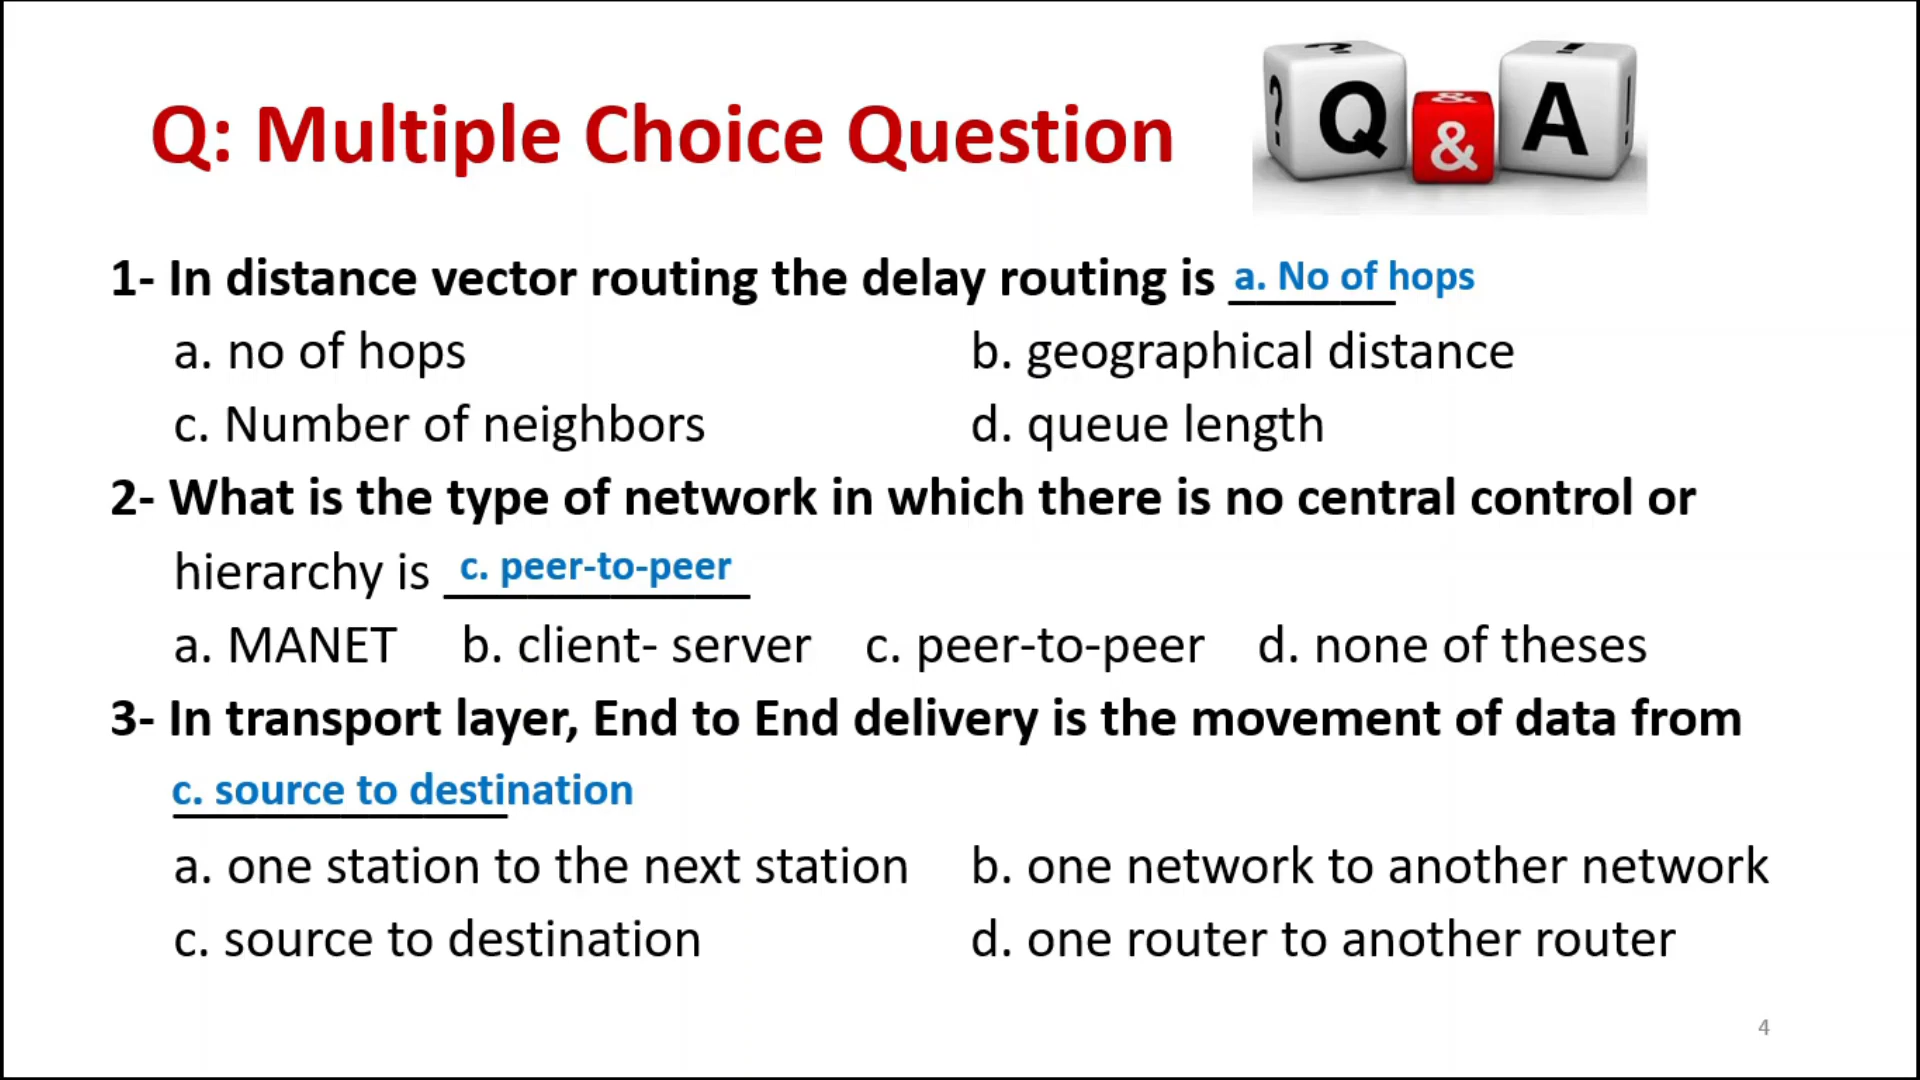 Q: Multiple Choice Question
? ? Q & & ! A !
1- In distance vector routing the delay routing is ______ a. No of hops
a. no of hops b. geographical distance
c. Number of neighbors d. queue length
2- What is the type of network in which there is no central control or
hierarchy is c. peer-to-peer
a. MANET b. client- server c. peer-to-peer d. none of theses
3- In transport layer, End to End delivery is the movement of data from
c. source to destination
a. one station to the next station b. one network to another network
c. source to destination d. one router to another router
4